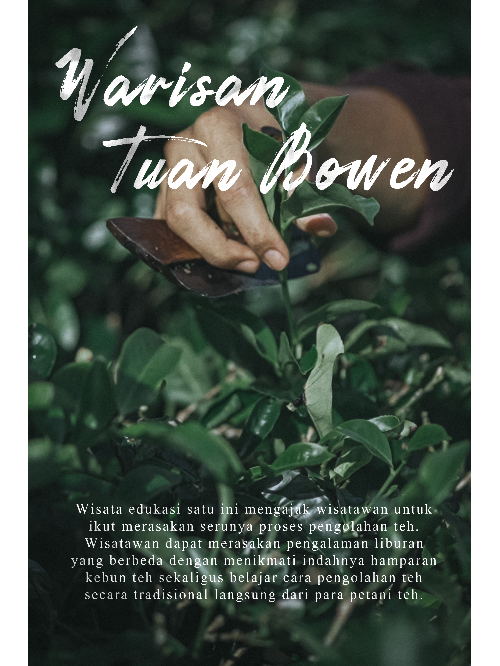 Warisan
Tuan Bowen
Wisata edukasi satu ini mengajak wisatawan untuk
ikut merasakan serunya proses pengolahan teh.
Wisatawan dapat merasakan pengalaman liburan
yang berbeda dengan menikmati indahnya hamparan
kebun teh sekaligus belajar cara pengolahan teh
secara tradisional langsung dari para petani teh.